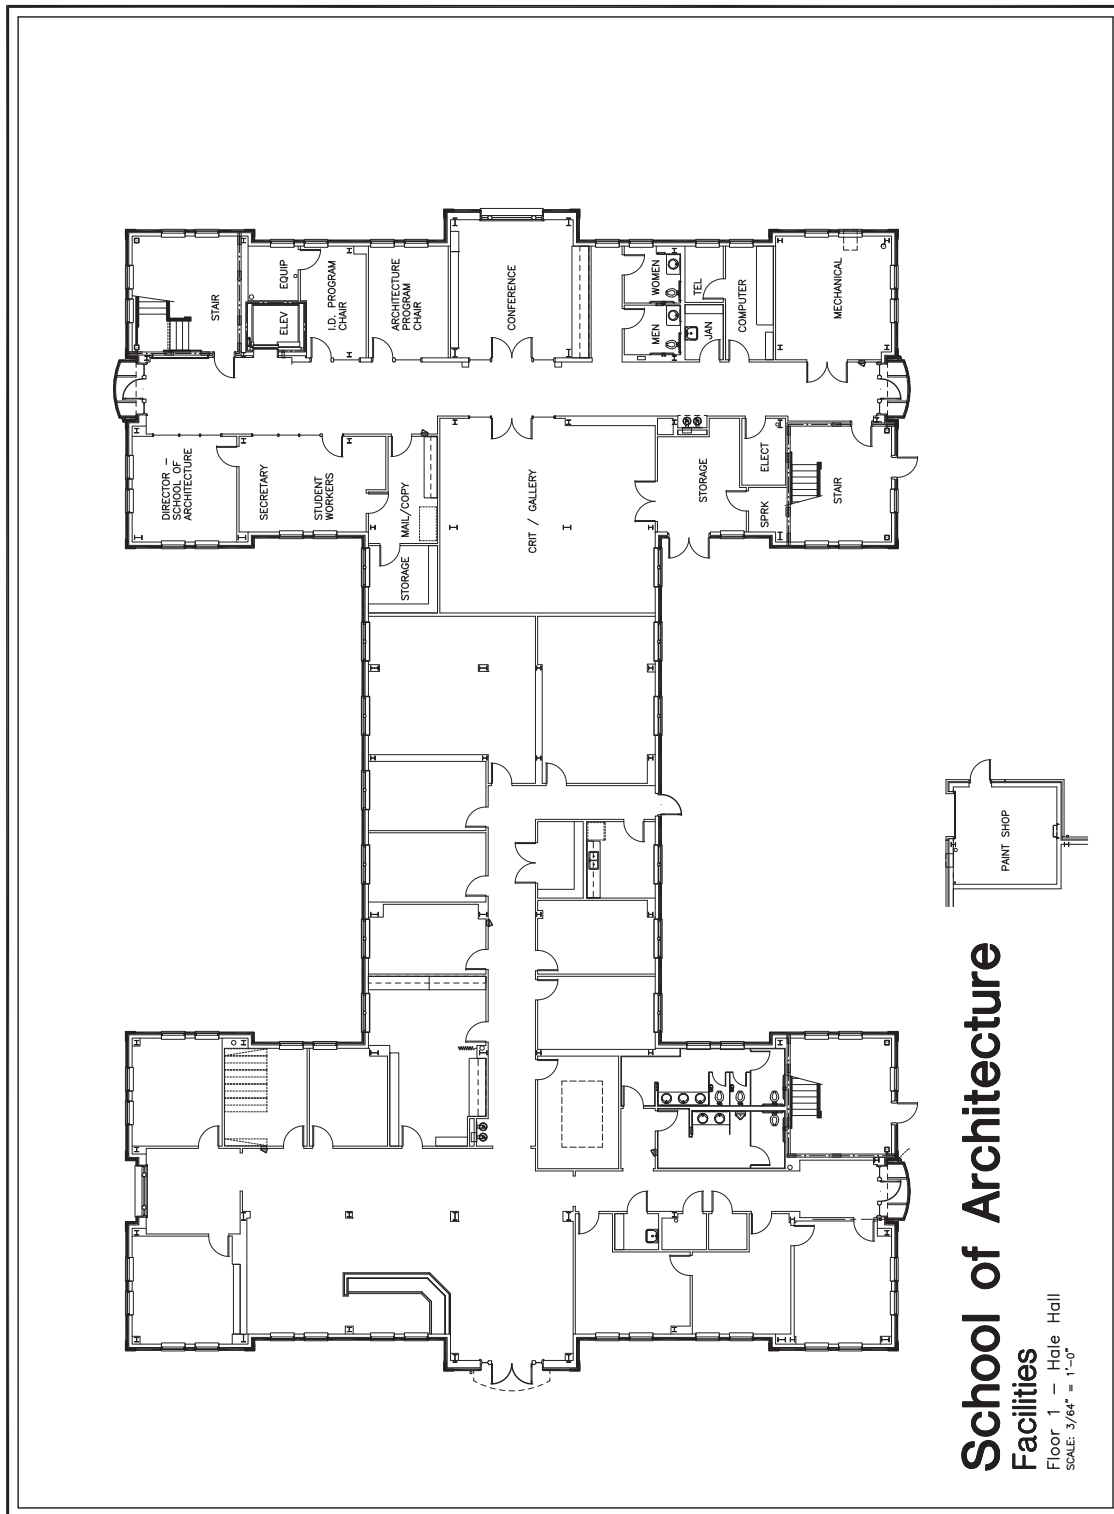 STAIR
ELEV
EQUIP
I.D. PROGRAM
CHAIR
ARCHITECTURE
PROGRAM
CHAIR
CONFERENCE
MEN
WOMEN
JAN
TEL
COMPUTER
MECHANICAL
DIRECTOR –
SCHOOL OF
ARCHITECTURE
SECRETARY
STUDENT
WORKERS
MAIL/COPY
STORAGE
CRIT / GALLERY
STORAGE
ELECT
SPRK
STAIR
PAINT SHOP
School of Architecture
Facilities
Floor 1 – Hale Hall
SCALE: 3/64" = 1'-0"